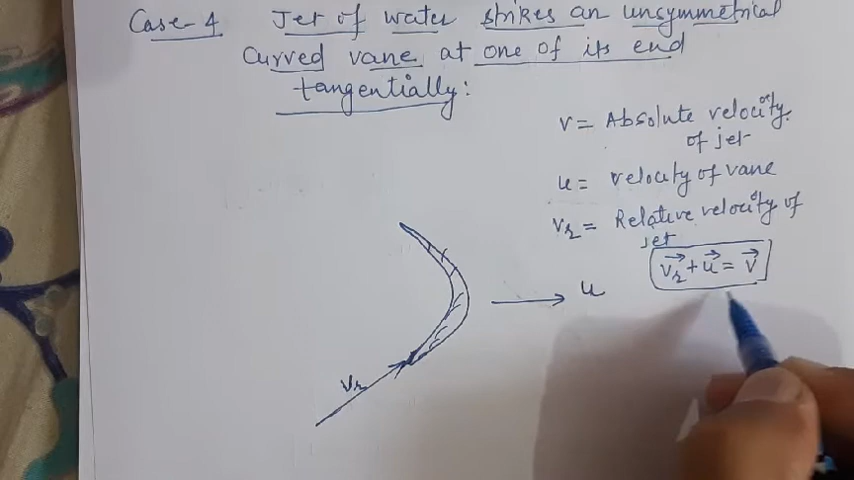 Case-4 Jet of water strikes an unsymmetrical
curved vane at one of its end
tangentially:
V = Absolute velocity
of jet
u = velocity of vane
Vr = Relative velocity of
jet
Vr + u = V
u
Vr